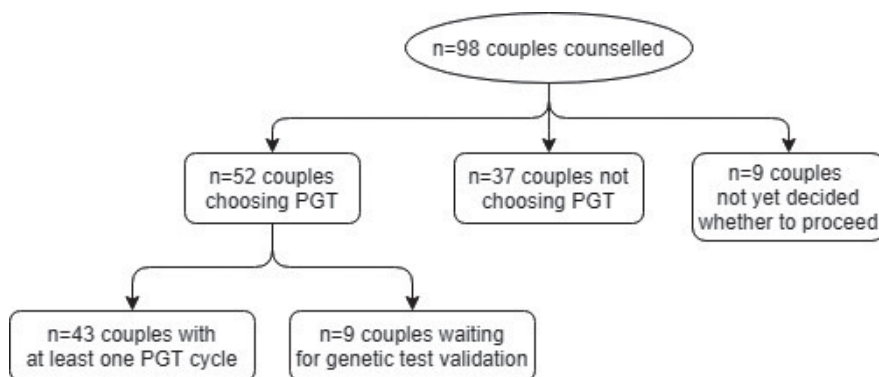 n=98 couples counselled
n=52 couples
choosing PGT
n=37 couples not
choosing PGT
n=9 couples
not yet decided
whether to proceed
n=43 couples with
at least one PGT cycle
n=9 couples waiting
for genetic test validation